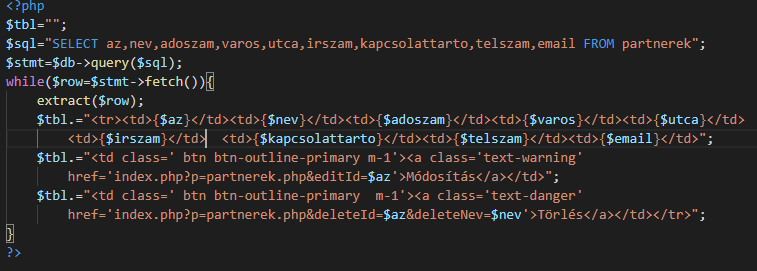 <?php
$tbl="";
$sql="SELECT az,nev,adoszam,varos,utca,irszam,kapcsolattarto,telszam,email FROM partnerek";
$stmt=$db->query($sql);
while($row=$stmt->fetch()){
    extract($row);
    $tbl.="<tr><td>{$az}</td><td>{$nev}</td><td>{$adoszam}</td><td>{$varos}</td><td>{$utca}</td>
        <td>{$irszam}</td>  <td>{$kapcsolattarto}</td><td>{$telszam}</td><td>{$email}</td>";
    $tbl.="<td class=' btn btn-outline-primary m-1'><a class='text-warning'
        href='index.php?p=partnerek.php&editId=$az'>Módosítás</a></td>";
    $tbl.="<td class=' btn btn-outline-primary  m-1'><a class='text-danger'
        href='index.php?p=partnerek.php&deleteId=$az&deleteNev=$nev'>Törlés</a></td></tr>";
}
?>